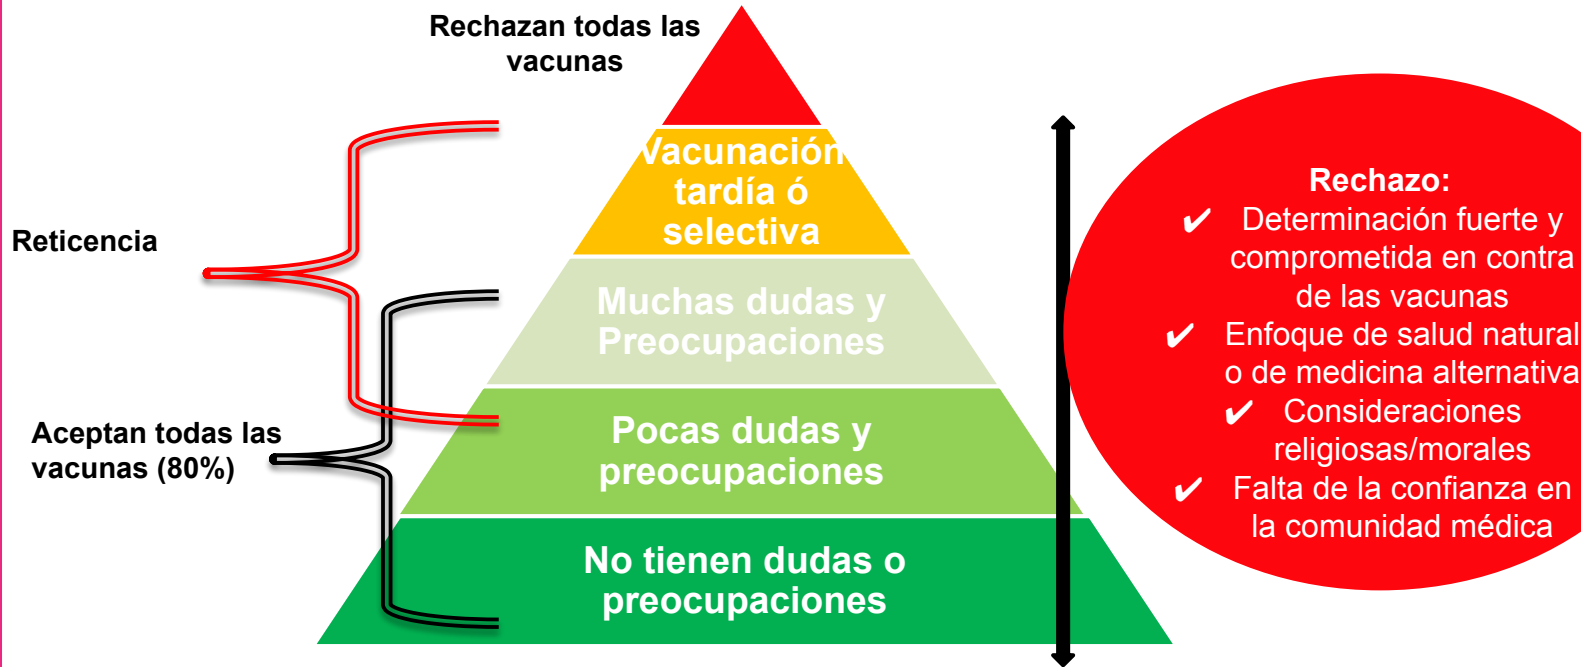 Rechazan todas las
vacunas
Vacunación
tardía ó
selectiva
Reticencia
Muchas dudas y
Preocupaciones
Aceptan todas las
vacunas (80%)
Pocas dudas y
preocupaciones
No tienen dudas o
preocupaciones
Rechazo:
✔ Determinación fuerte y
comprometida en contra
de las vacunas
✔ Enfoque de salud natural
o de medicina alternativa
✔ Consideraciones
religiosas/morales
✔ Falta de la confianza en
la comunidad médica